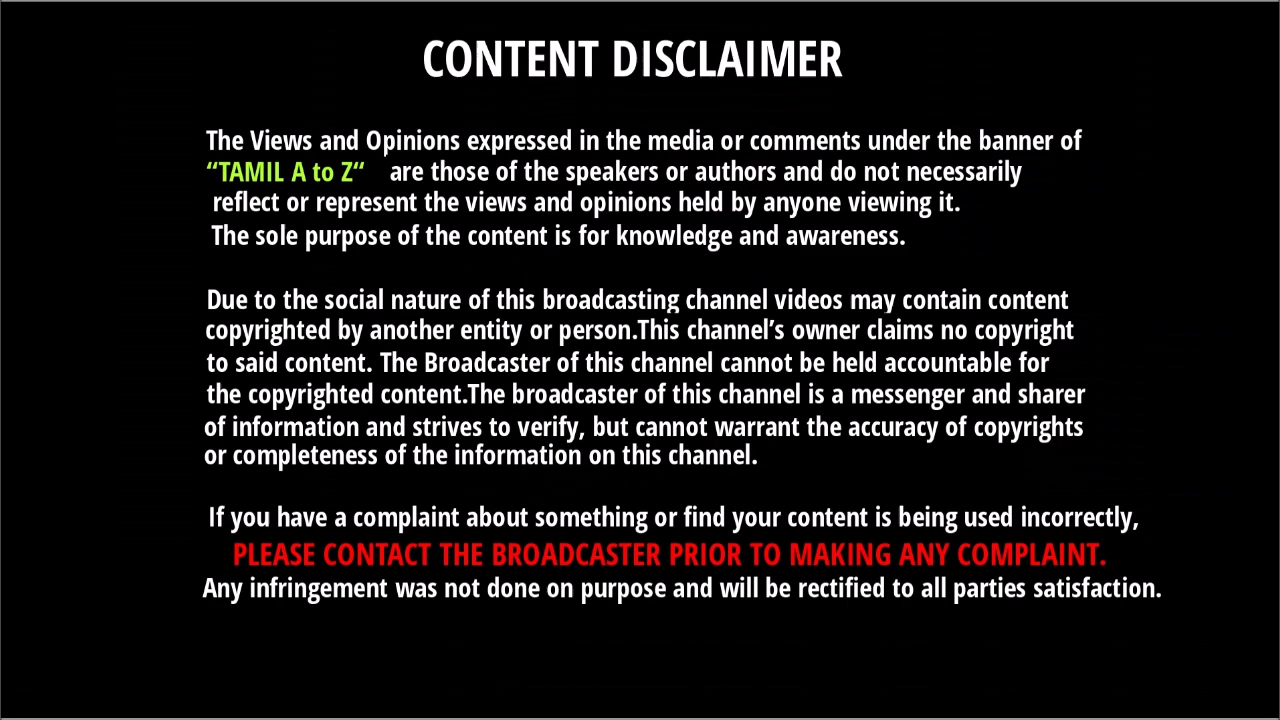 CONTENT DISCLAIMER
The Views and Opinions expressed in the media or comments under the banner of
“TAMIL A to Z“ are those of the speakers or authors and do not necessarily
reflect or represent the views and opinions held by anyone viewing it.
The sole purpose of the content is for knowledge and awareness.
Due to the social nature of this broadcasting channel videos may contain content
copyrighted by another entity or person.This channel’s owner claims no copyright
to said content. The Broadcaster of this channel cannot be held accountable for
the copyrighted content.The broadcaster of this channel is a messenger and sharer
of information and strives to verify, but cannot warrant the accuracy of copyrights
or completeness of the information on this channel.
If you have a complaint about something or find your content is being used incorrectly,
PLEASE CONTACT THE BROADCASTER PRIOR TO MAKING ANY COMPLAINT.
Any infringement was not done on purpose and will be rectified to all parties satisfaction.